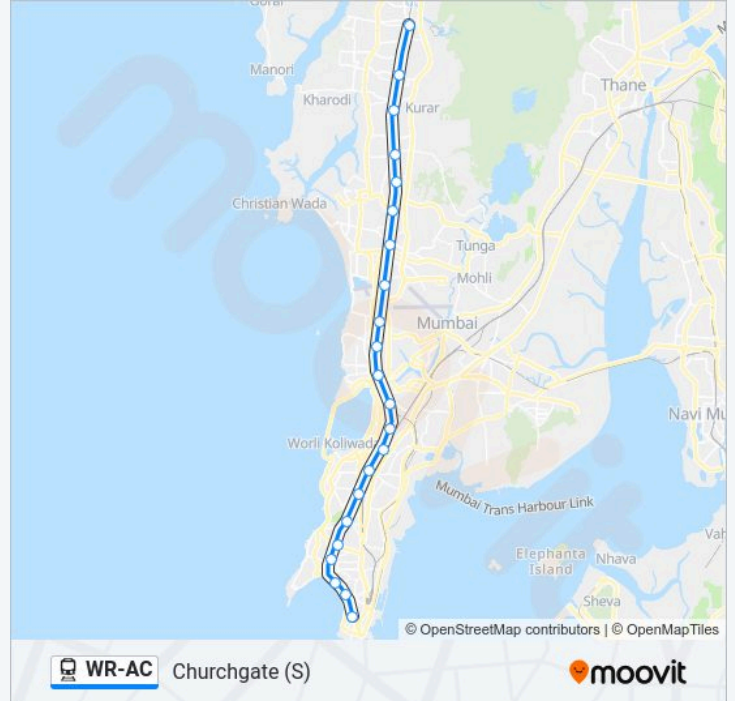 Gorai
Manori
Thane
Kharodi
Kurar
Christian Wada
Tunga
Mohli
Mumbai
Navi Mu
Worli Koliwada
Mumbai Trans Harbour Link
Elephanta
Island
Nhava
Vah
Sheva
© OpenStreetMap contributors | © OpenMapTiles
WR-AC
Churchgate (S)
moovit